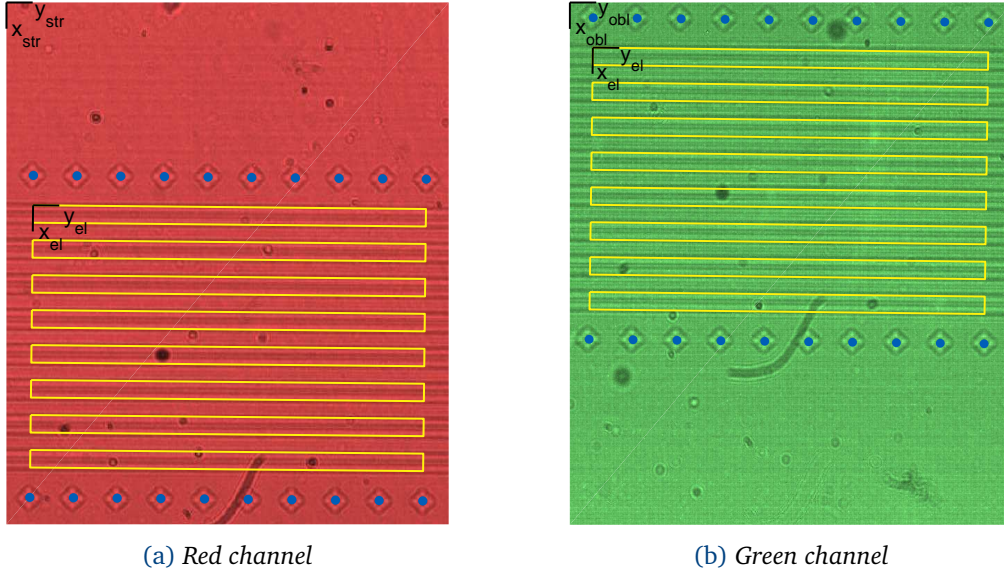 y_str
x_str
y_el
x_el
(a) Red channel
y_obl
x_obl
y_el
x_el
(b) Green channel